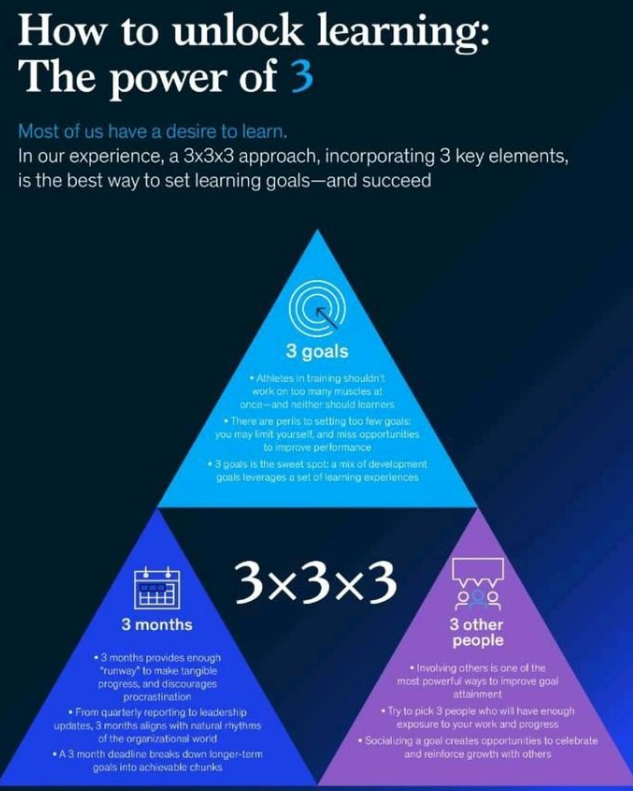 How to unlock learning:
The power of 3
Most of us have a desire to learn.
In our experience, a 3x3x3 approach, incorporating 3 key elements,
is the best way to set learning goals—and succeed
3 goals
• Athletes in training shouldn't
work on too many muscles at
once—and neither should learners
• There are perils to setting too few goals:
you may limit yourself, and miss opportunities
to improve performance
• 3 goals is the sweet spot: a mix of development
goals leverages a set of learning experiences
3×3×3
3 months
• 3 months provides enough
"runway" to make tangible
progress, and discourages
procrastination
• From quarterly reporting to leadership
updates, 3 months aligns with natural rhythms
of the organizational world
• A 3 month deadline breaks down longer-term
goals into achievable chunks
3 other
people
• Involving others is one of the
most powerful ways to improve goal
attainment
• Try to pick 3 people who will have enough
exposure to your work and progress
• Socializing a goal creates opportunities to celebrate
and reinforce growth with others